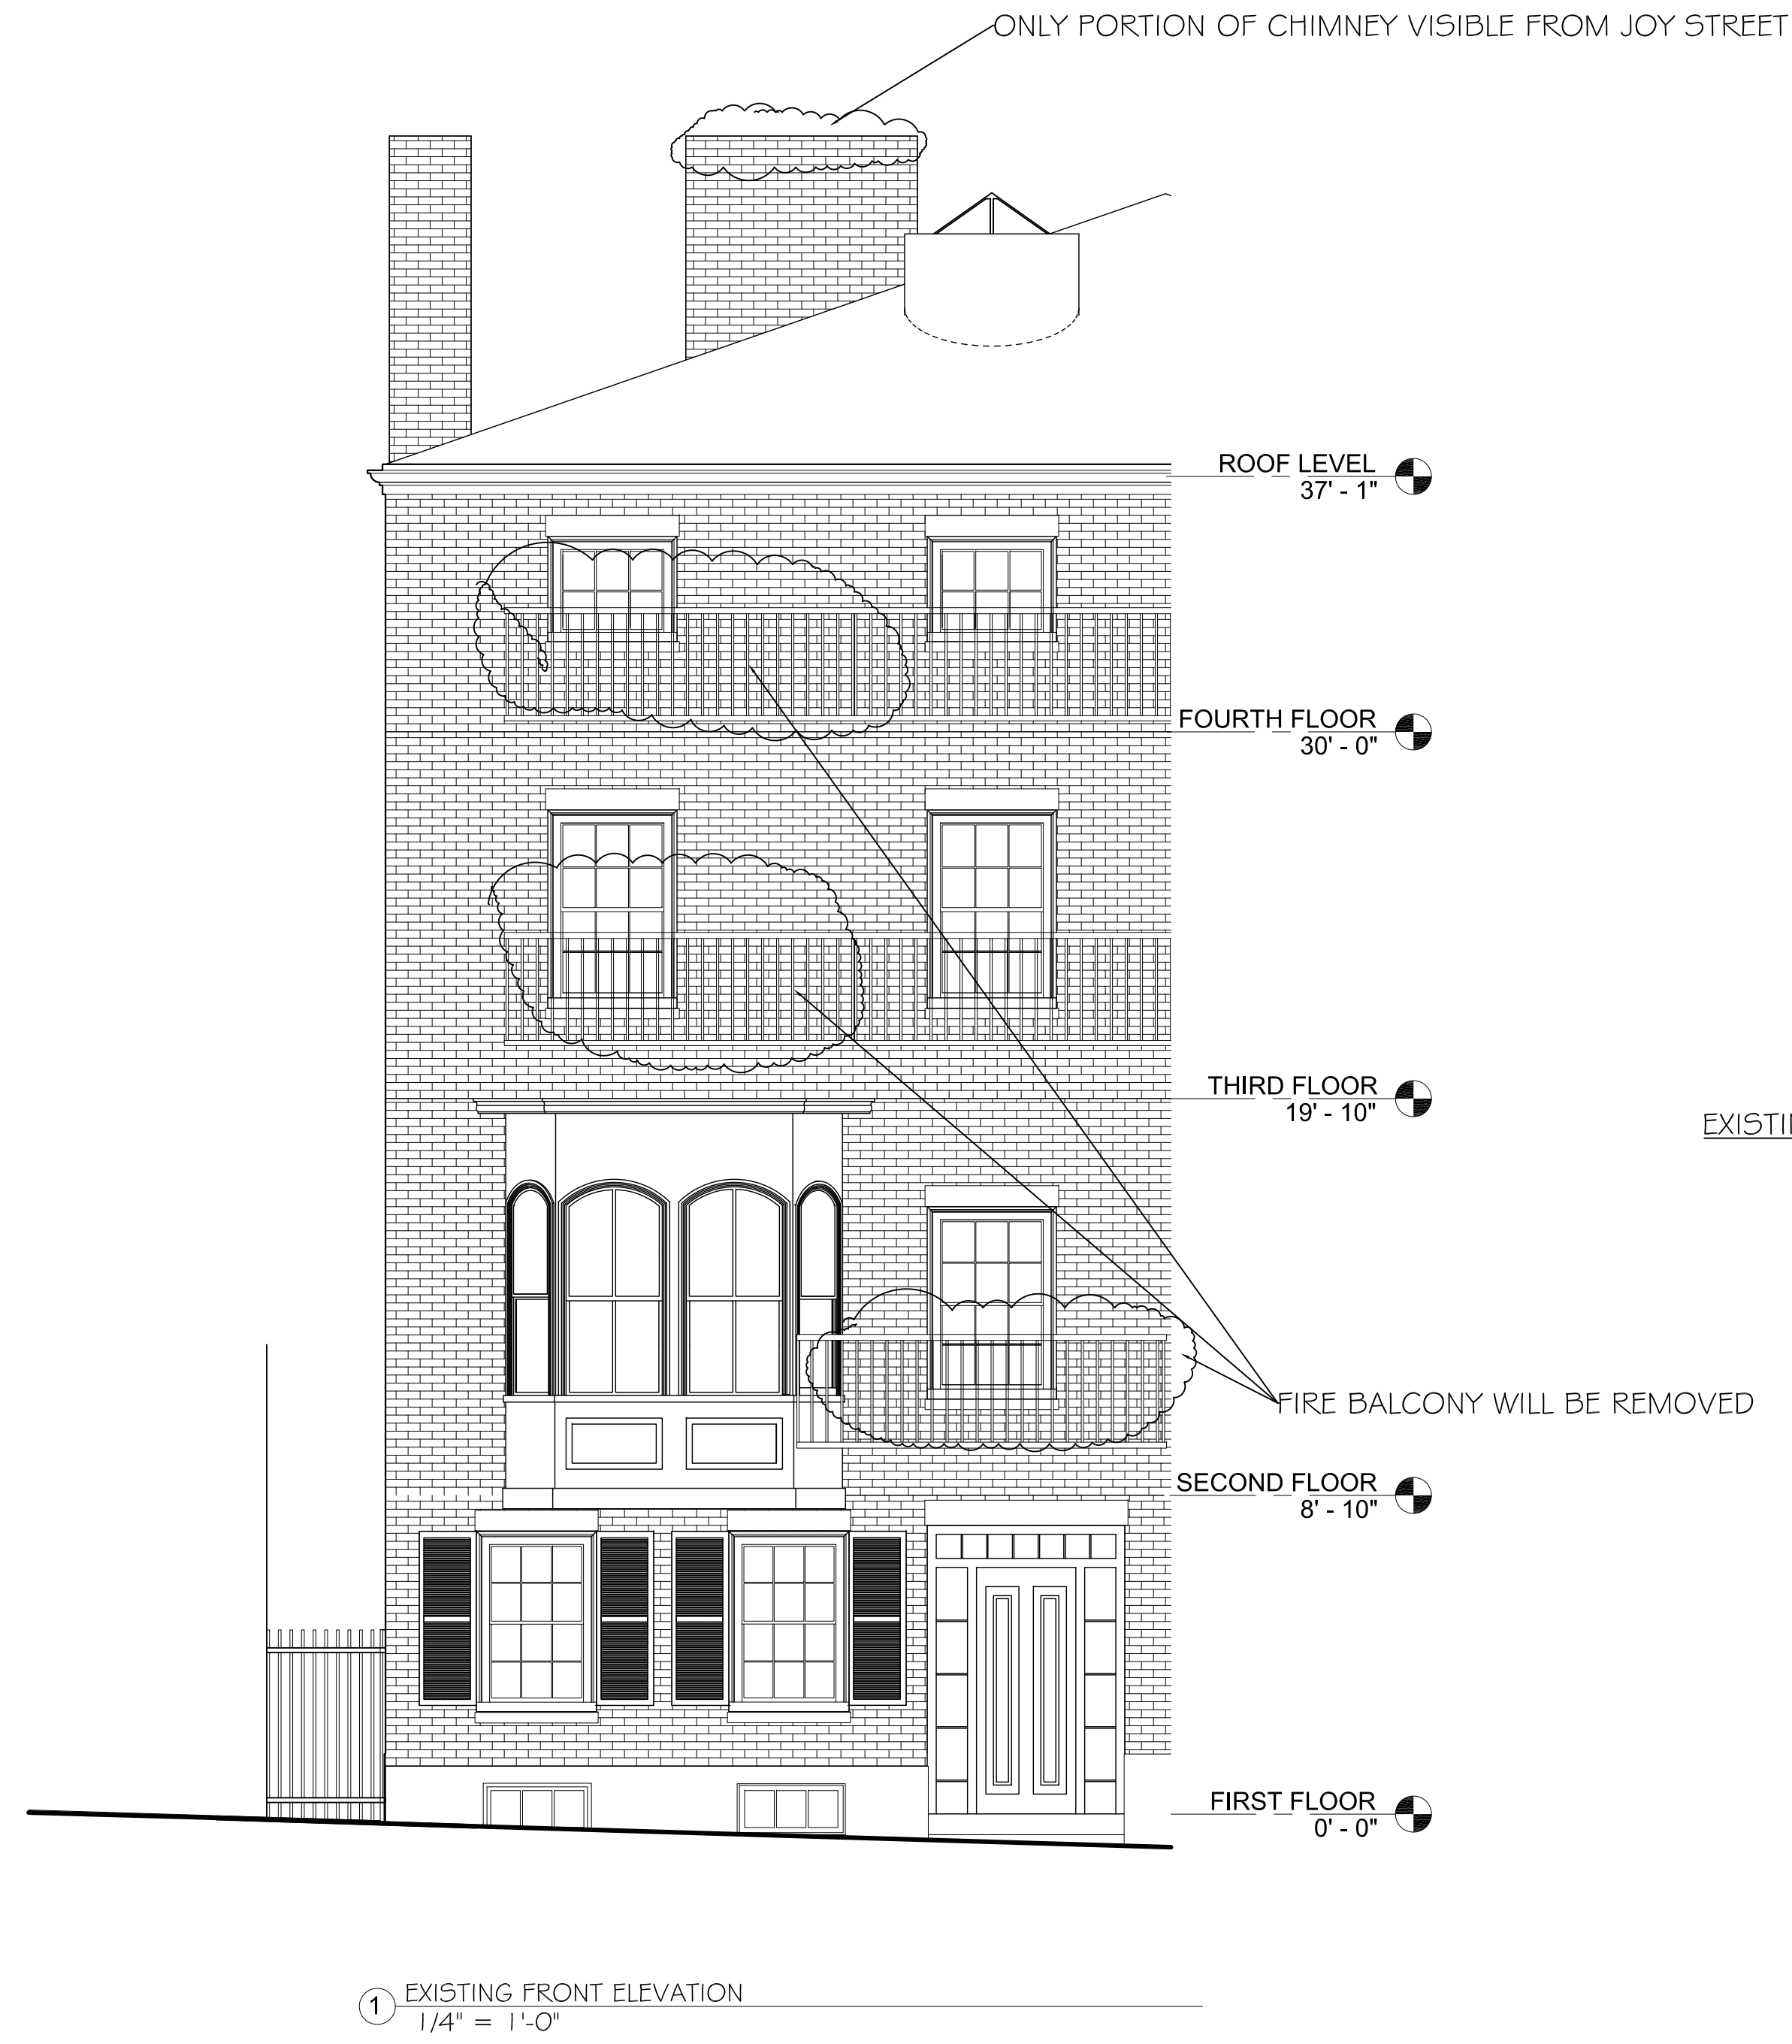 ONLY PORTION OF CHIMNEY VISIBLE FROM JOY STREET
ROOF LEVEL
37' - 1"
FOURTH FLOOR
30' - 0"
THIRD FLOOR
19' - 10"
FIRE BALCONY WILL BE REMOVED
SECOND FLOOR
8' - 10"
FIRST FLOOR
0' - 0"
1 EXISTING FRONT ELEVATION
1/4" = 1'-0"